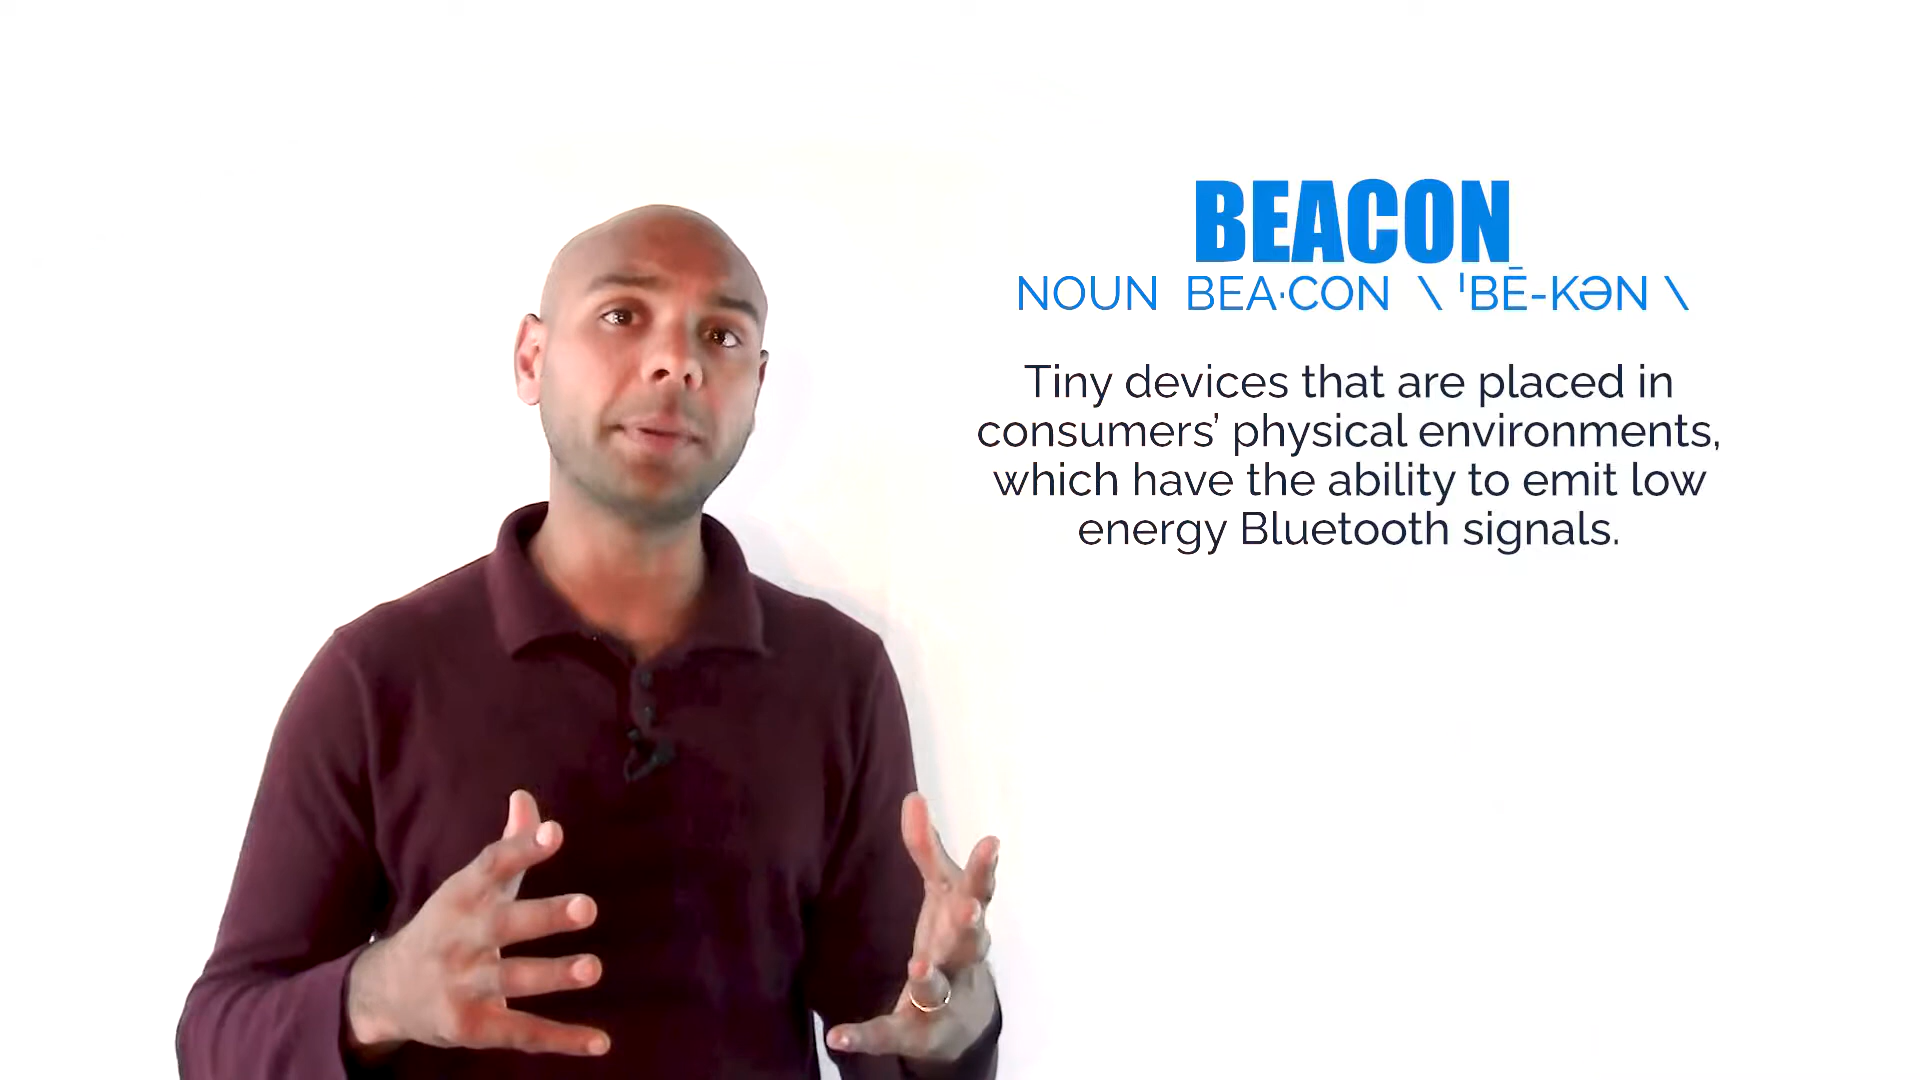 BEACON
NOUN BEA·CON \ ˈBĒ-KƏN \
Tiny devices that are placed in
consumers’ physical environments,
which have the ability to emit low
energy Bluetooth signals.